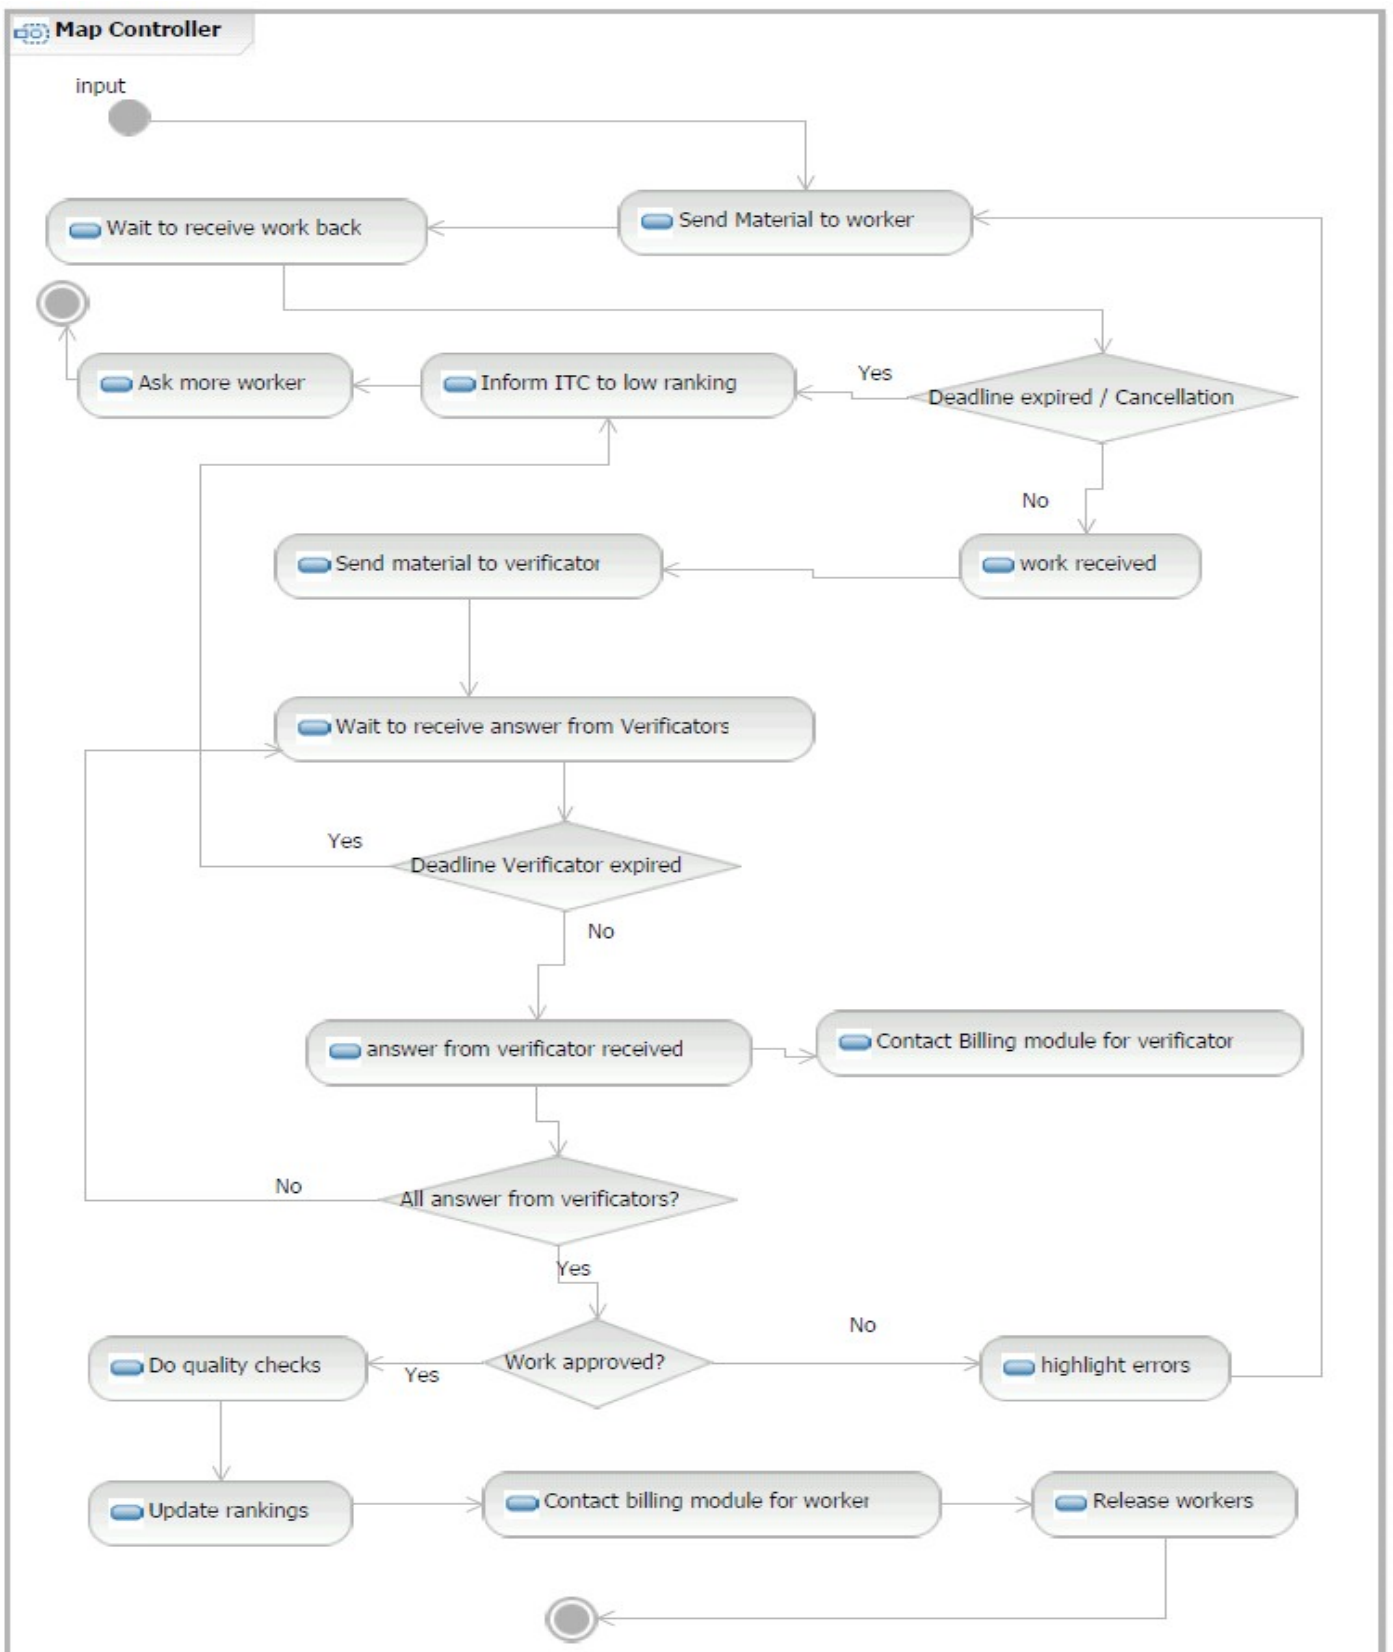 Map Controller
input
Send Material to worker
Wait to receive work back
Ask more worker
Inform ITC to low ranking
Yes
Deadline expired / Cancellation
No
Send material to verificator
work received
Wait to receive answer from Verificators
Yes
Deadline Verificator expired
No
answer from verificator received
Contact Billing module for verificator
No
All answer from verificators?
Yes
No
Do quality checks
Yes
Work approved?
highlight errors
Update rankings
Contact billing module for worker
Release workers